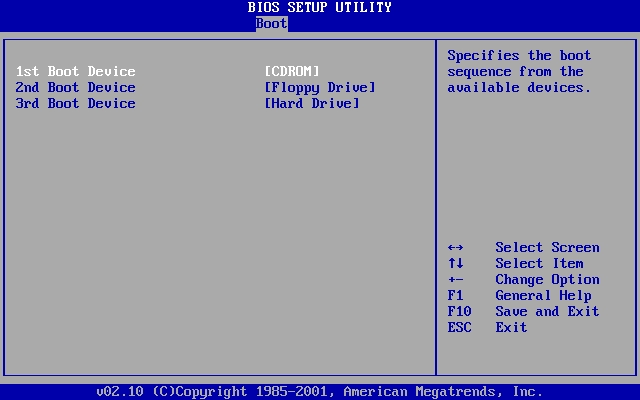 BIOS SETUP UTILITY
Boot
1st Boot Device [CDROM]
2nd Boot Device [Floppy Drive]
3rd Boot Device [Hard Drive]
Specifies the boot
sequence from the
available devices.
↔ Select Screen
↑↓ Select Item
+- Change Option
F1 General Help
F10 Save and Exit
ESC Exit
v02.10 (C)Copyright 1985-2001, American Megatrends, Inc.